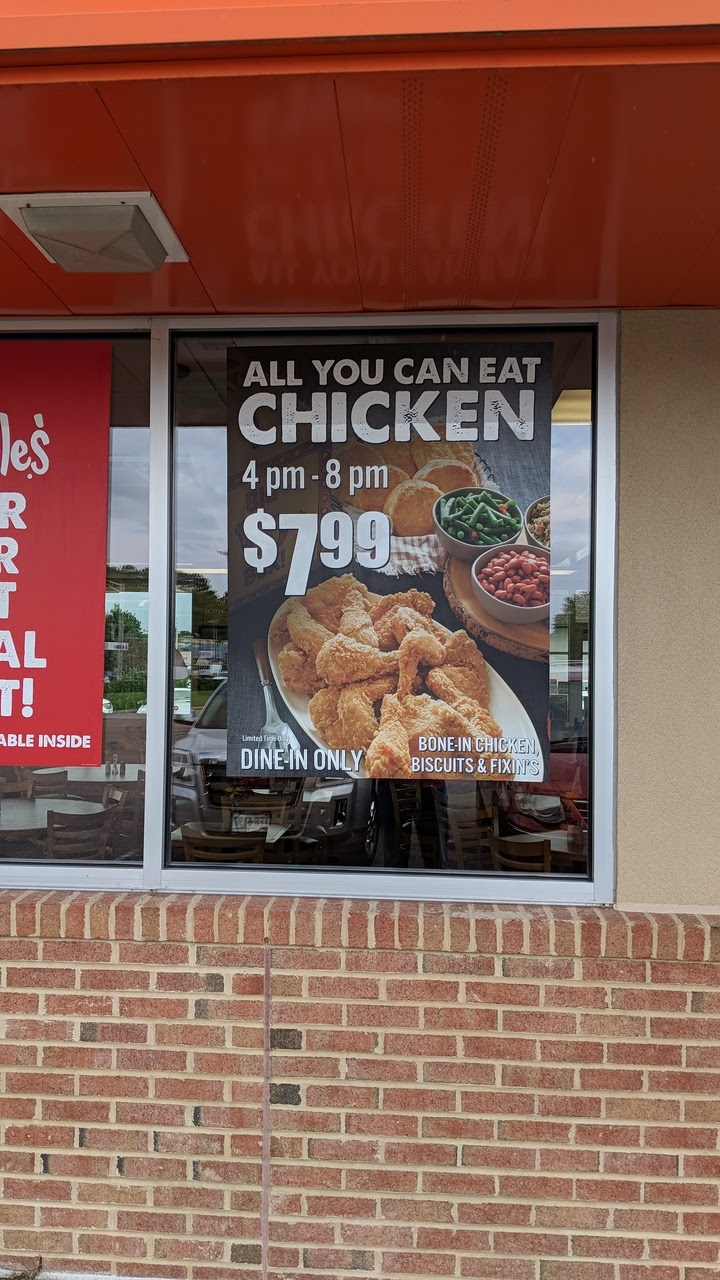 les
R
R
T
AL
T!
ABLE INSIDE
ALL YOU CAN EAT
CHICKEN
4 pm - 8 pm
$799
Limited Time Only
DINE-IN ONLY
BONE-IN CHICKEN,
BISCUITS & FIXIN'S